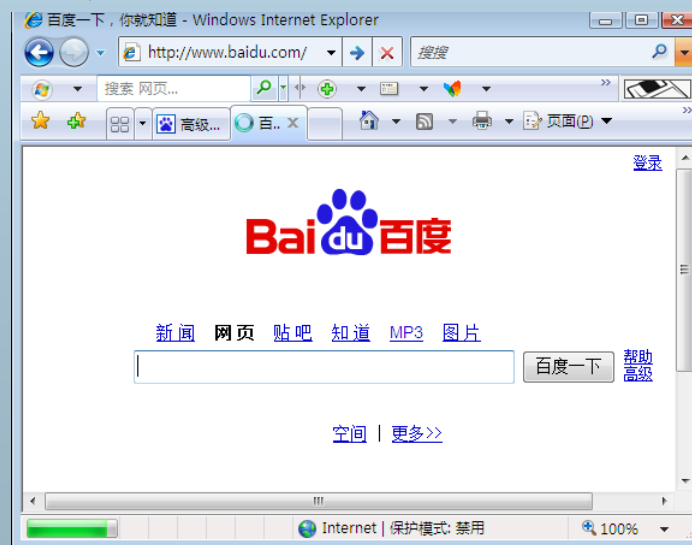 百度一下，你就知道 - Windows Internet Explorer
http://www.baidu.com/ 搜搜
搜索 网页...
高级... 百.. 页面(P)
登录
Bai du 百度
新闻 网页 贴吧 知道 MP3 图片
百度一下 帮助
高级
空间 | 更多>>
Internet | 保护模式: 禁用 100%